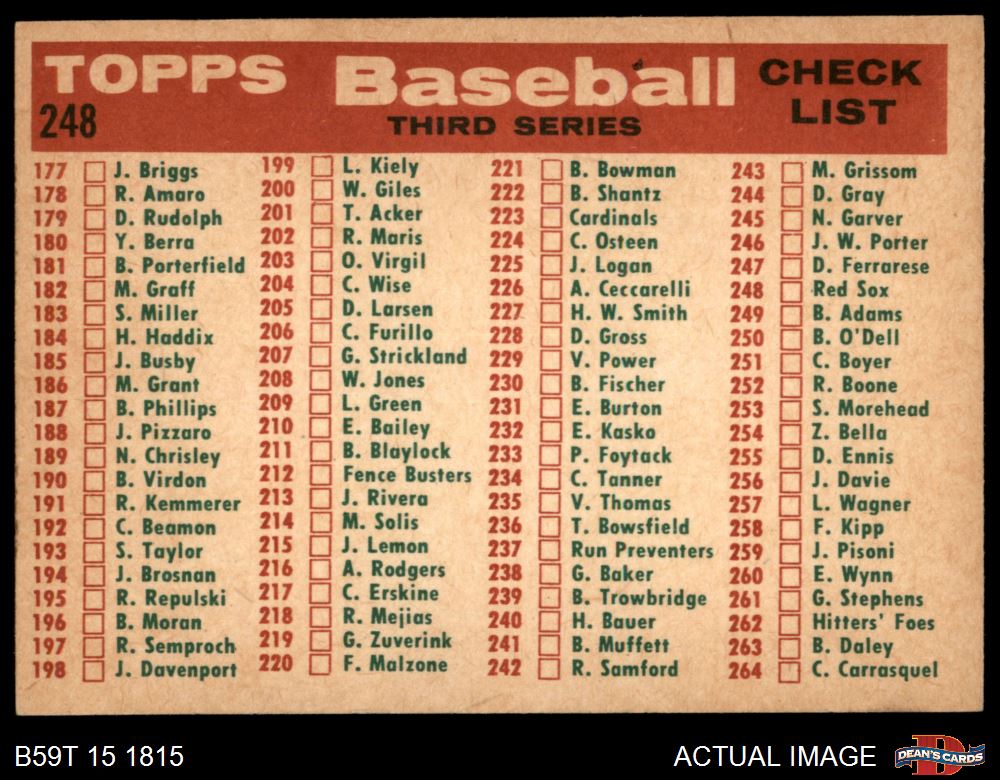 TOPPS Baseball CHECK LIST
248 THIRD SERIES
177 J. Briggs
178 R. Amaro
179 D. Rudolph
180 Y. Berra
181 B. Porterfield
182 M. Graff
183 S. Miller
184 H. Haddix
185 J. Busby
186 M. Grant
187 B. Phillips
188 J. Pizzaro
189 N. Chrisley
190 B. Virdon
191 R. Kemmerer
192 C. Beamon
193 S. Taylor
194 J. Brosnan
195 R. Repulski
196 B. Moran
197 R. Semproch
198 J. Davenport
199 L. Kiely
200 W. Giles
201 T. Acker
202 R. Maris
203 O. Virgil
204 C. Wise
205 D. Larsen
206 C. Furillo
207 G. Strickland
208 W. Jones
209 L. Green
210 E. Bailey
211 B. Blaylock
212 Fence Busters
213 J. Rivera
214 M. Solis
215 J. Lemon
216 A. Rodgers
217 C. Erskine
218 R. Mejias
219 G. Zuverink
220 F. Malzone
221 B. Bowman
222 B. Shantz
223 Cardinals
224 C. Osteen
225 J. Logan
226 A. Ceccarelli
227 H. W. Smith
228 D. Gross
229 V. Power
230 B. Fischer
231 E. Burton
232 E. Kasko
233 P. Foytack
234 C. Tanner
235 V. Thomas
236 T. Bowsfield
237 Run Preventers
238 G. Baker
239 B. Trowbridge
240 H. Bauer
241 B. Muffett
242 R. Samford
243 M. Grissom
244 D. Gray
245 N. Garver
246 J. W. Porter
247 D. Ferrarese
248 Red Sox
249 B. Adams
250 B. O'Dell
251 C. Boyer
252 R. Boone
253 S. Morehead
254 Z. Bella
255 D. Ennis
256 J. Davie
257 L. Wagner
258 F. Kipp
259 J. Pisoni
260 E. Wynn
261 G. Stephens
262 Hitters' Foes
263 B. Daley
264 C. Carrasquel
B59T 15 1815 ACTUAL IMAGE DEAN'S CARDS